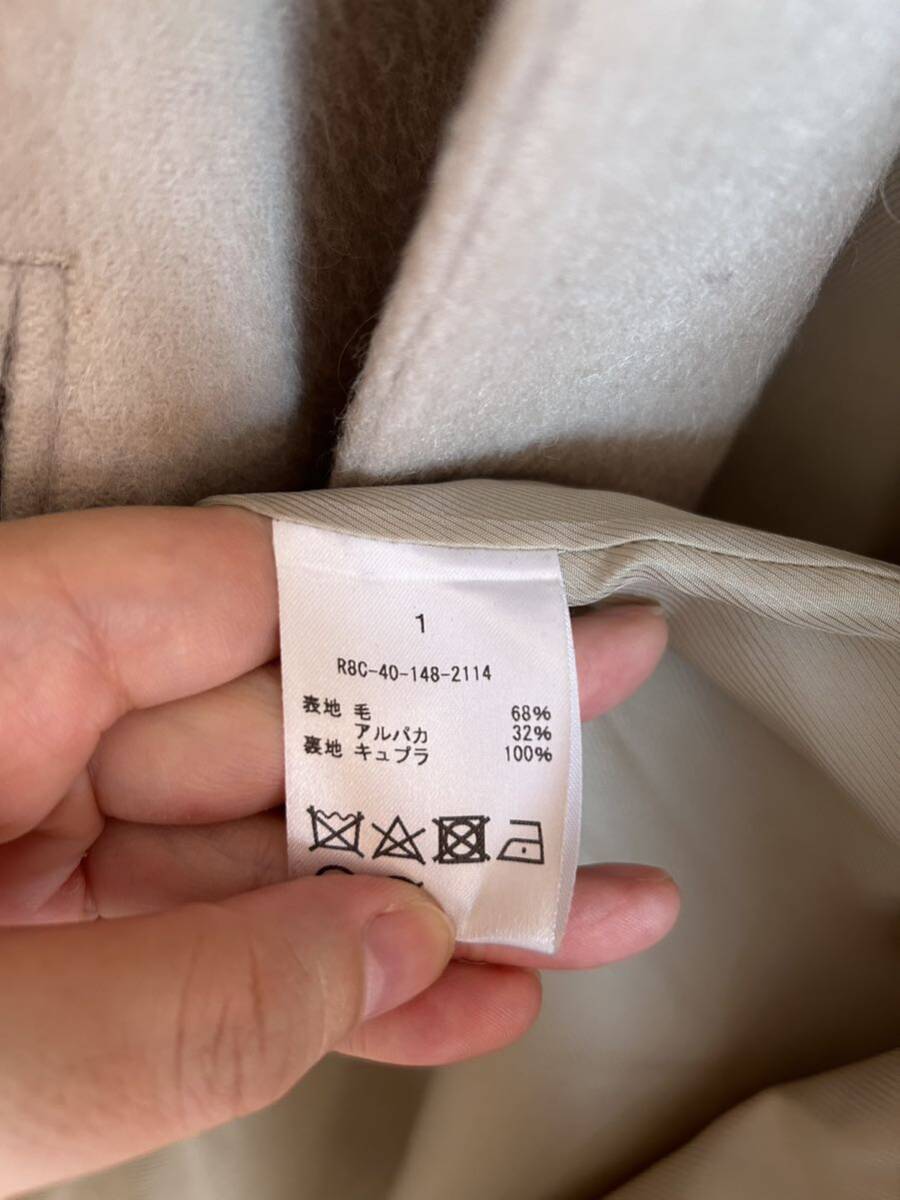 1
R8C-40-148-2114
表地 毛 68%
アルパカ 32%
裏地 キュプラ 100%